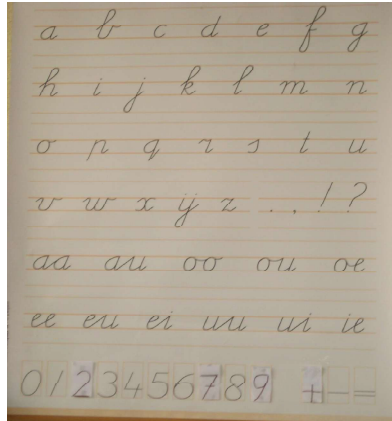 a b c d e f g
h i j k l m n
o p q r s t u
v w x ij z . , ! ?
aa au oo ou oe
ee eu ei uu ui ie
0 1 2 3 4 5 6 7 8 9 + - =